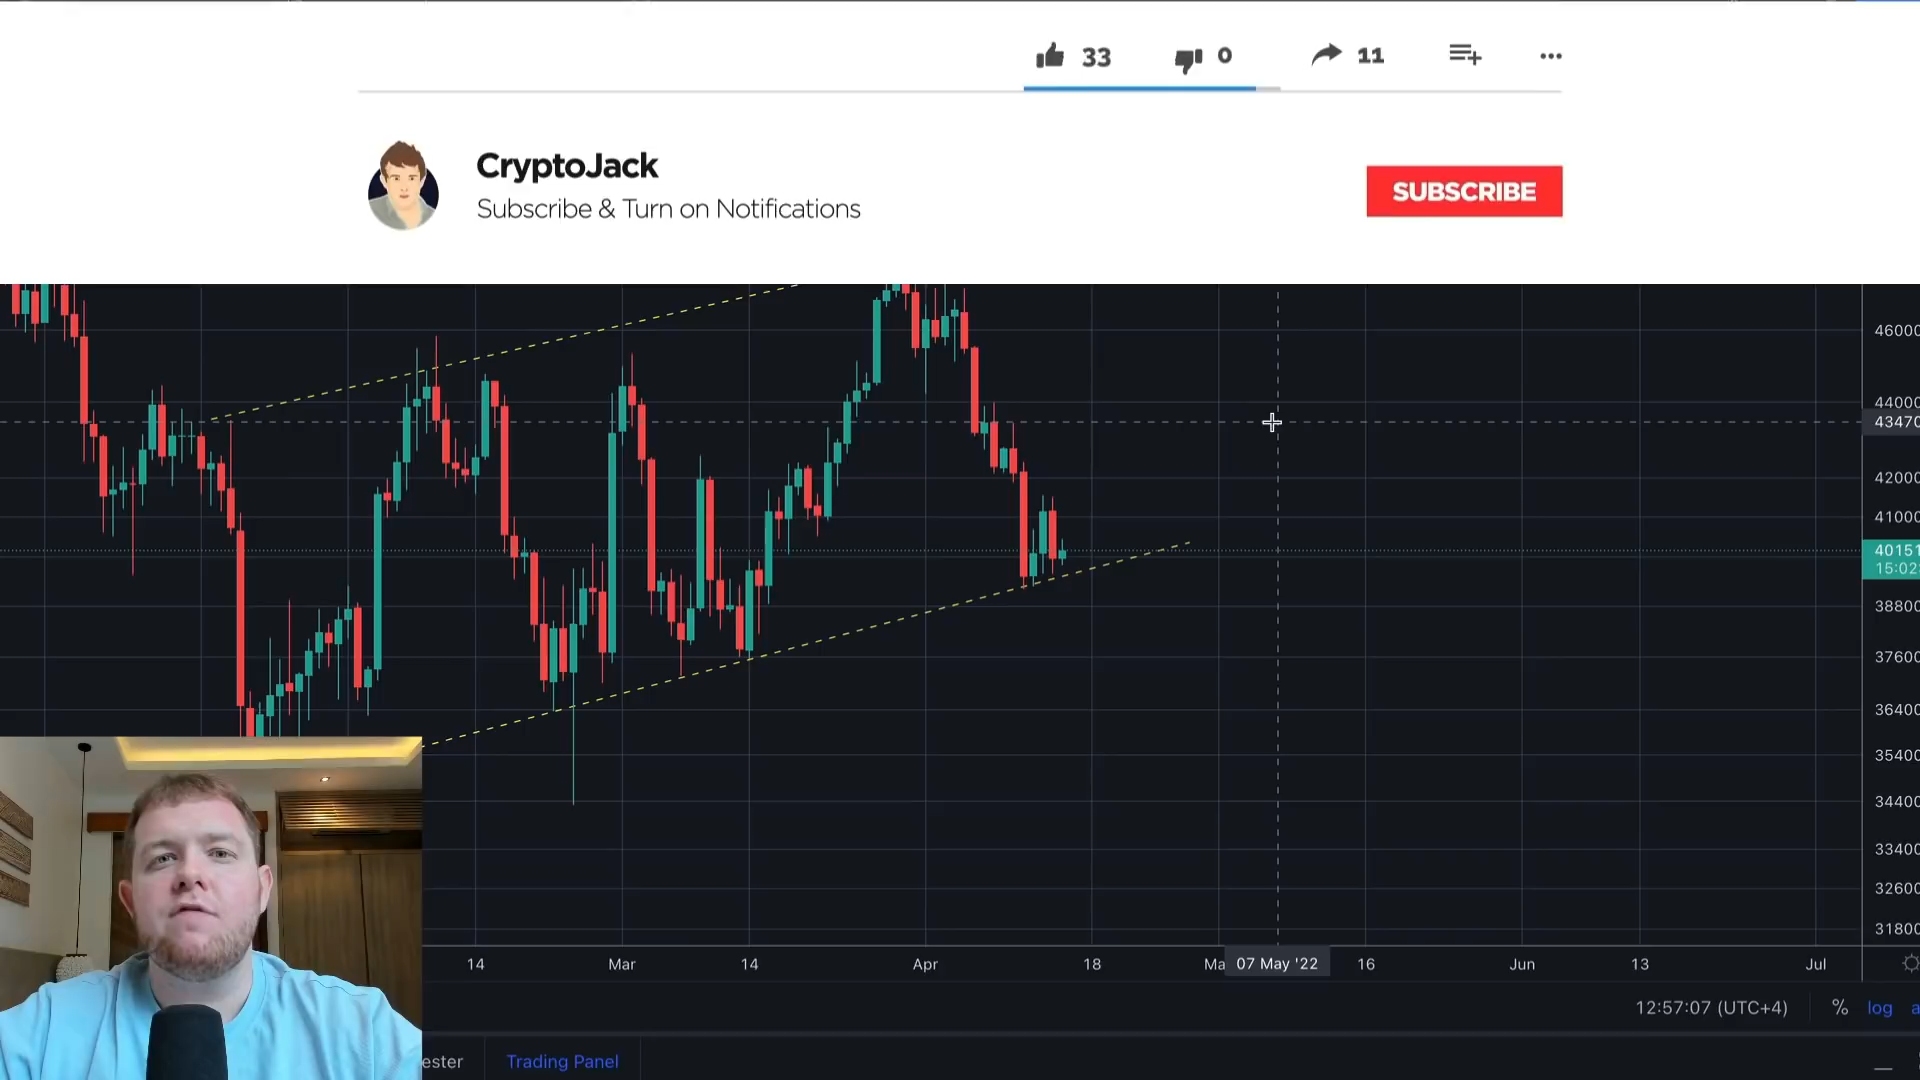 33 0 11
CryptoJack
Subscribe & Turn on Notifications
SUBSCRIBE
46000
44000
43470
42000
41000
40151
15:02
38800
37600
36400
35400
34400
33400
32600
31800
14 Mar 14 Apr 18 Ma 07 May '22 16 Jun 13 Jul
12:57:07 (UTC+4) % log a
ester Trading Panel